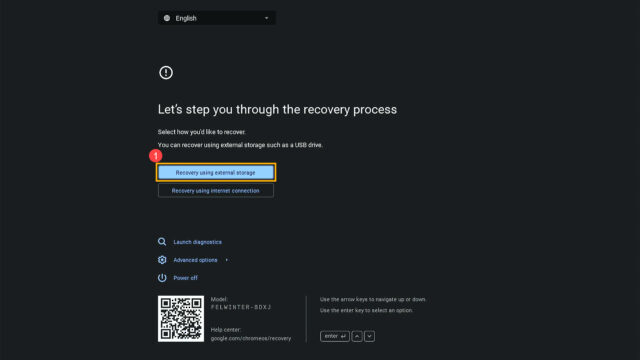 English
Let's step you through the recovery process
Select how you'd like to recover.
You can recover using external storage such as a USB drive.
1
Recovery using external storage
Recovery using internet connection
Launch diagnostics
Advanced options
Power off
Model:
FELWINTER-BDXJ
Help center:
google.com/chromeos/recovery
Use the arrow keys to navigate up or down.
Use the enter key to select an option.
enter